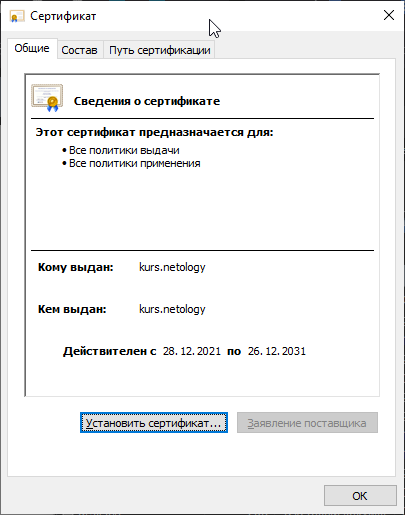 Сертификат
Общие Состав Путь сертификации
Сведения о сертификате
Этот сертификат предназначается для:
• Все политики выдачи
• Все политики применения
Кому выдан: kurs.netology
Кем выдан: kurs.netology
Действителен с 28.12.2021 по 26.12.2031
Установить сертификат... Заявление поставщика
ОК